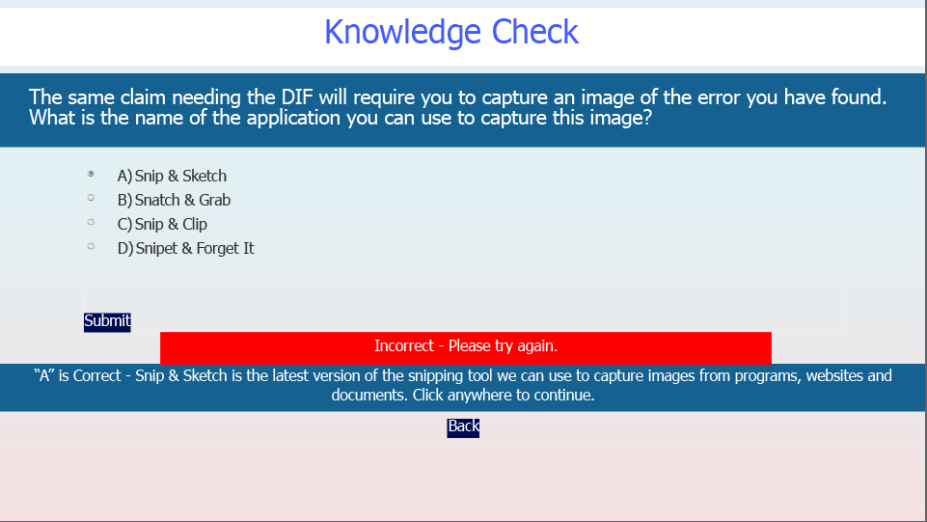 Knowledge Check
The same claim needing the DIF will require you to capture an image of the error you have found.
What is the name of the application you can use to capture this image?
A) Snip & Sketch
B) Snatch & Grab
C) Snip & Clip
D) Snipet & Forget It
Submit
Incorrect - Please try again.
“A” is Correct - Snip & Sketch is the latest version of the snipping tool we can use to capture images from programs, websites and
documents. Click anywhere to continue.
Back